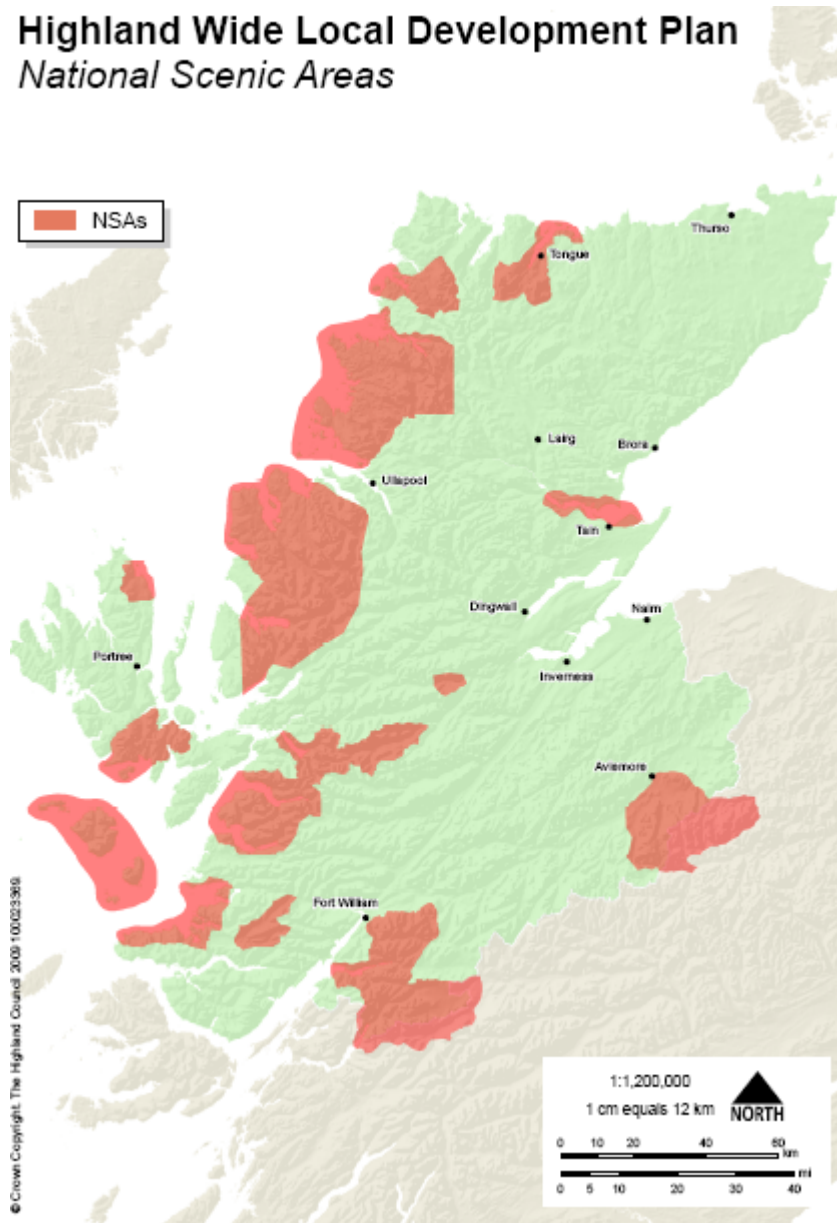 Highland Wide Local Development Plan
National Scenic Areas
NSAs
Thurso
Tongue
Lairg
Brora
Ullapool
Tain
Dingwall
Nairn
Portree
Inverness
Aviemore
Fort William
© Crown Copyright. The Highland Council 2009 100023369.
1:1,200,000
1 cm equals 12 km
NORTH
0 10 20 40 60
km
mi
0 5 10 20 30 40